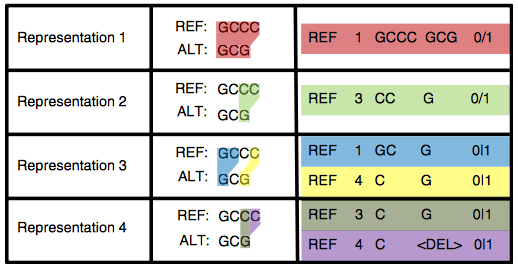 Representation 1
REF: GCCC
ALT: GCG
REF 1 GCCC GCG 0/1
Representation 2
REF: GCCC
ALT: GCG
REF 3 CC G 0/1
Representation 3
REF: GCCC
ALT: GCG
REF 1 GC G 0|1
REF 4 C G 0|1
Representation 4
REF: GCCC
ALT: GCG
REF 3 C G 0|1
REF 4 C <DEL> 0|1